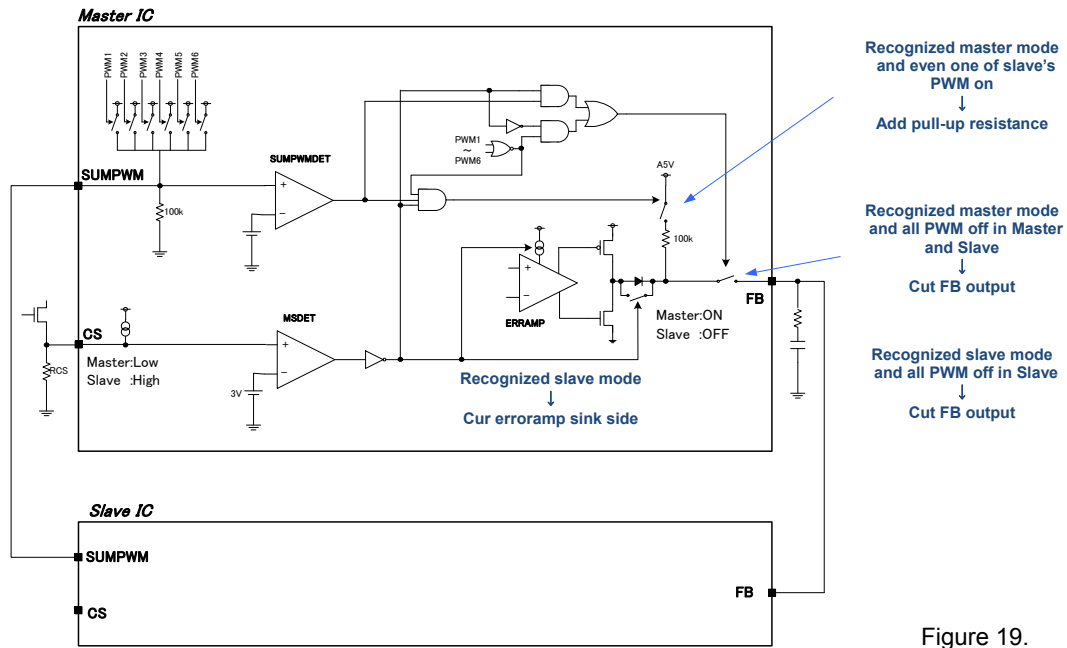 Master IC
PWM1
PWM2
PWM3
PWM4
PWM5
PWM6
SUMPWM
100k
SUMPWMDET
+
−
PWM1
～
PWM6
A5V
100k
CS
Master:Low
Slave :High
RCS
MSDET
+
−
3V
+
−
ERRAMP
FB
Master:ON
Slave :OFF
Recognized slave mode
↓
Cur erroramp sink side
Recognized master mode
and even one of slave's
PWM on
↓
Add pull-up resistance
Recognized master mode
and all PWM off in Master
and Slave
↓
Cut FB output
Recognized slave mode
and all PWM off in Slave
↓
Cut FB output
Slave IC
SUMPWM
CS
FB
Figure 19.